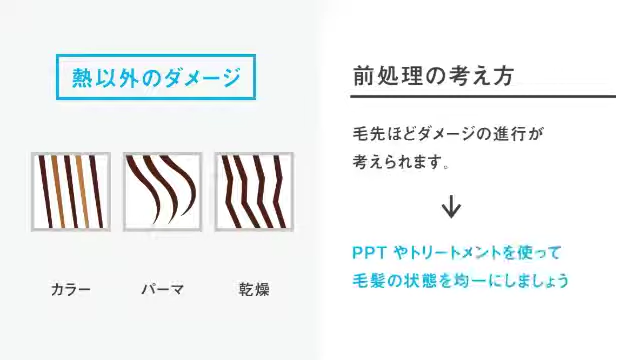 熱以外のダメージ
カラー
パーマ
乾燥
前処理の考え方
毛先ほどダメージの進行が
考えられます。
PPT やトリートメントを使って
毛髪の状態を均一にしましょう